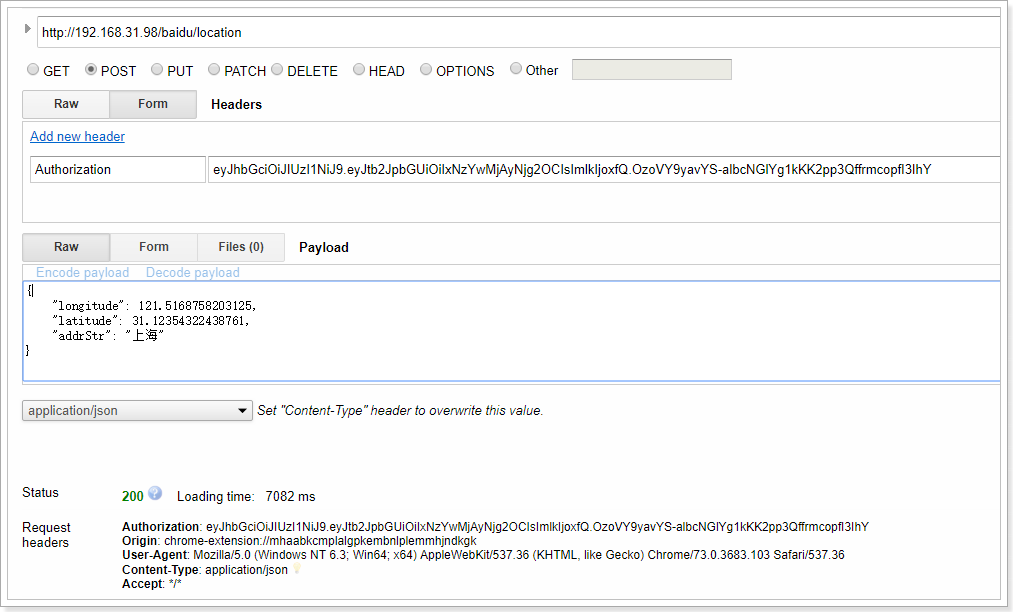 http://192.168.31.98/baidu/location
GET POST PUT PATCH DELETE HEAD OPTIONS Other
Raw Form Headers
Add new header
Authorization eyJhbGciOiJIUzI1NiJ9.eyJtb2JpbGUiOiIxNzYwMjAyNjg2OCIsImlkIjoxfQ.OzoVY9yavYS-albcNGlYg1kKK2pp3Qffrmcopfl3IhY
Raw Form Files (0) Payload
Encode payload Decode payload
{
"longitude": 121.5168758203125,
"latitude": 31.12354322438761,
"addrStr": "上海"
}
application/json Set "Content-Type" header to overwrite this value.
Status 200 Loading time: 7082 ms
Request headers
Authorization: eyJhbGciOiJIUzI1NiJ9.eyJtb2JpbGUiOiIxNzYwMjAyNjg2OCIsImlkIjoxfQ.OzoVY9yavYS-albcNGlYg1kKK2pp3Qffrmcopfl3IhY
Origin: chrome-extension://mhaabkcmplalgpkembnlplemmhjndkgk
User-Agent: Mozilla/5.0 (Windows NT 6.3; Win64; x64) AppleWebKit/537.36 (KHTML, like Gecko) Chrome/73.0.3683.103 Safari/537.36
Content-Type: application/json
Accept: */*